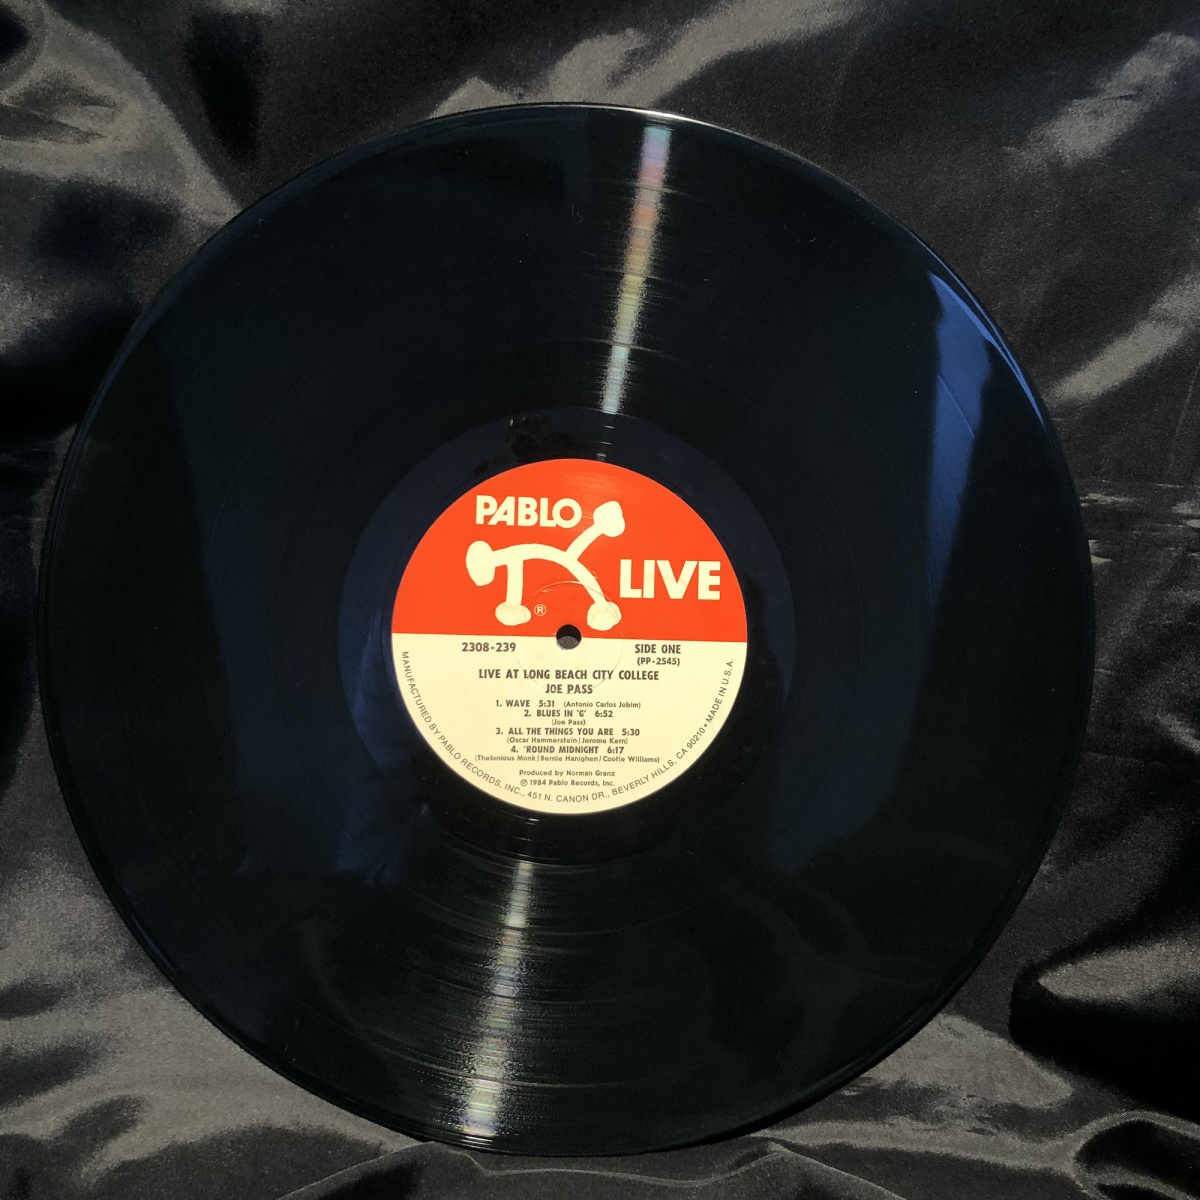 PABLO
LIVE
®
2308-239
SIDE ONE
(PP-2545)
LIVE AT LONG BEACH CITY COLLEGE
JOE PASS
1. WAVE 5:31 (Antonio Carlos Jobim)
2. BLUES IN 'G' 6:52
(Joe Pass)
3. ALL THE THINGS YOU ARE 5:30
(Oscar Hammerstein/Jerome Kern)
4. 'ROUND MIDNIGHT 6:17
(Thelonious Monk/Bernie Hanighen/Cootie Williams)
Produced by Norman Granz
℗ 1984 Pablo Records, Inc.
MANUFACTURED BY PABLO RECORDS, INC., 451 N. CANON DR., BEVERLY HILLS, CA 90210 • MADE IN U.S.A.